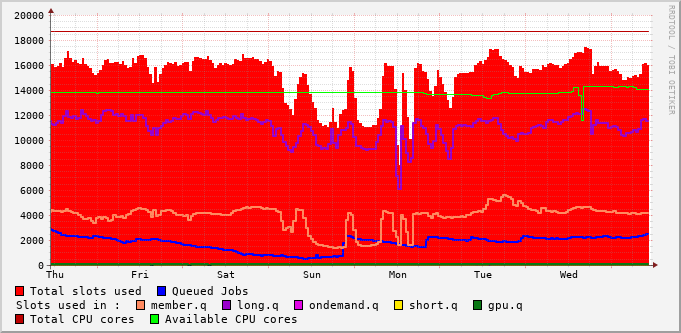 20000
18000
16000
14000
12000
10000
8000
6000
4000
2000
0
Thu Fri Sat Sun Mon Tue Wed
Total slots used Queued Jobs
Slots used in : member.q long.q ondemand.q short.q gpu.q
Total CPU cores Available CPU cores
RRDTOOL / TOBI OETIKER